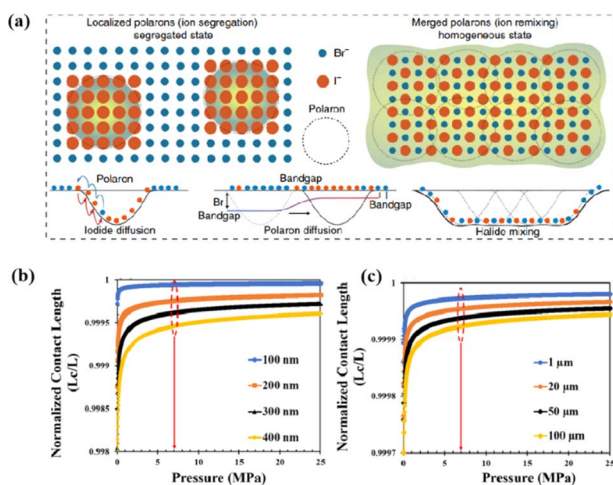 (a)
Localized polarons (ion segregation)
segregated state
Merged polarons (ion remixing)
homogeneous state
Br⁻
I⁻
Polaron
Polaron
Iodide diffusion
Bandgap
Br
Bandgap
Bandgap
Polaron diffusion
Halido mixing
(b)
Normalized Contact Length
(Lc/L)
1
0.9995
0.999
0.9985
0.998
100 nm
200 nm
300 nm
400 nm
0 5 10 15 20 25
Pressure (MPa)
(c)
Normalized Contact Length
(Lc/L)
1
0.9999
0.9998
0.9997
1 µm
20 µm
50 µm
100 µm
0 5 10 15 20 25
Pressure (MPa)